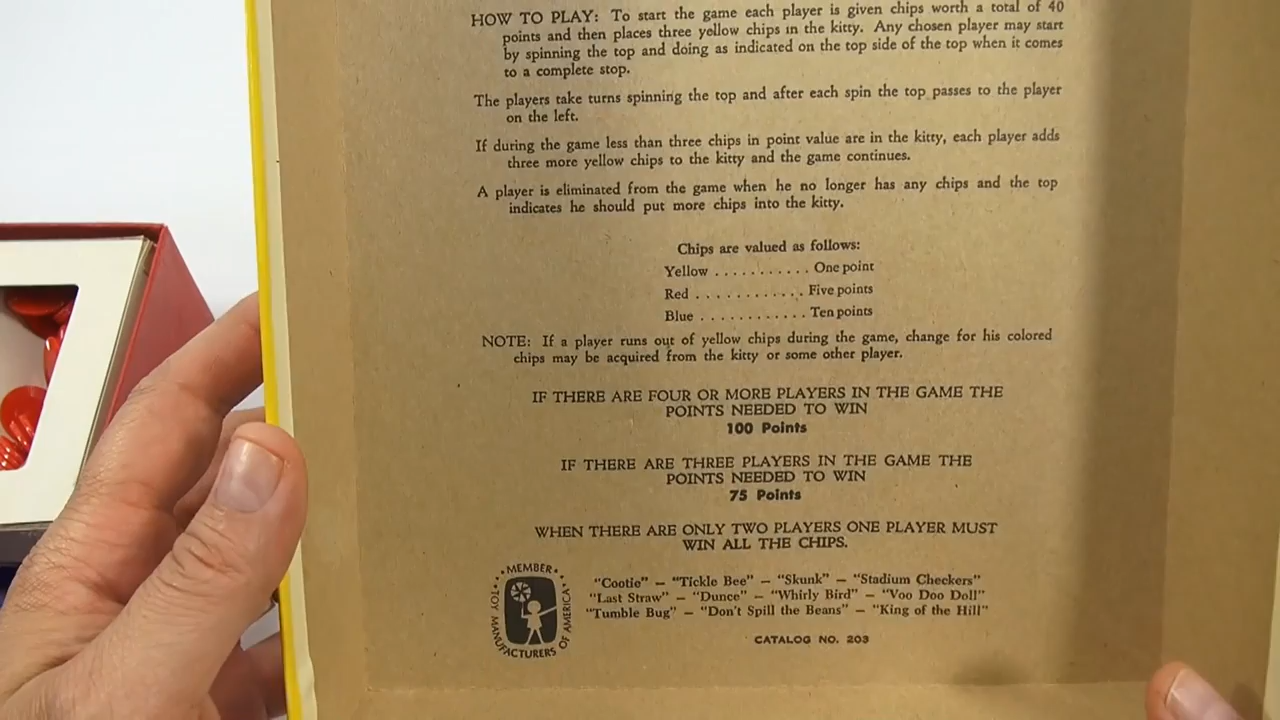 HOW TO PLAY: To start the game each player is given chips worth a total of 40
points and then places three yellow chips in the kitty. Any chosen player may start
by spinning the top and doing as indicated on the top side of the top when it comes
to a complete stop.
The players take turns spinning the top and after each spin the top passes to the player
on the left.
If during the game less than three chips in point value are in the kitty, each player adds
three more yellow chips to the kitty and the game continues.
A player is eliminated from the game when he no longer has any chips and the top
indicates he should put more chips into the kitty.
Chips are valued as follows:
Yellow . . . . . . . . . . . One point
Red . . . . . . . . . . . . Five points
Blue . . . . . . . . . . . . Ten points
NOTE: If a player runs out of yellow chips during the game, change for his colored
chips may be acquired from the kitty or some other player.
IF THERE ARE FOUR OR MORE PLAYERS IN THE GAME THE
POINTS NEEDED TO WIN
100 Points
IF THERE ARE THREE PLAYERS IN THE GAME THE
POINTS NEEDED TO WIN
75 Points
WHEN THERE ARE ONLY TWO PLAYERS ONE PLAYER MUST
WIN ALL THE CHIPS.
MEMBER
TOY MANUFACTURERS OF AMERICA
"Cootie" — "Tickle Bee" — "Skunk" — "Stadium Checkers"
"Last Straw" — "Dunce" — "Whirly Bird" — "Voo Doo Doll"
"Tumble Bug" — "Don't Spill the Beans" — "King of the Hill"
CATALOG NO. 203